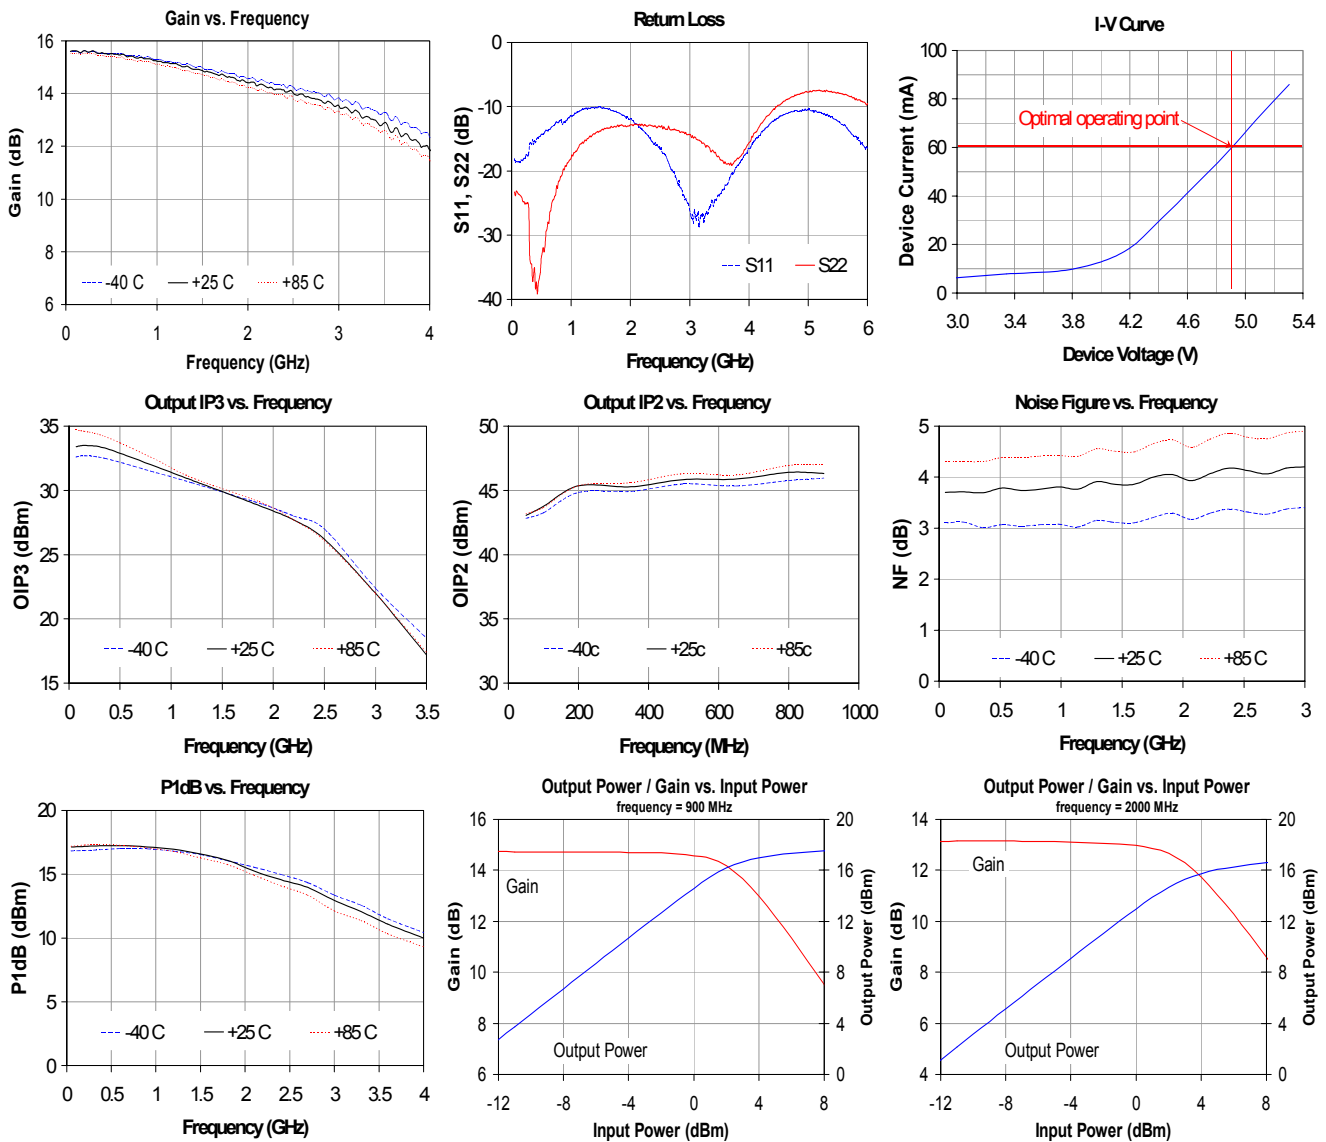 Gain vs. Frequency
16
14
12
10
8
6
Gain (dB)
-40 C +25 C +85 C
0 1 2 3 4
Frequency (GHz)
Return Loss
0
-10
-20
-30
-40
S11, S22 (dB)
S11 S22
0 1 2 3 4 5 6
Frequency (GHz)
I-V Curve
100
80
60
40
20
0
Device Current (mA)
Optimal operating point
3.0 3.4 3.8 4.2 4.6 5.0 5.4
Device Voltage (V)
Output IP3 vs. Frequency
35
30
25
20
15
OIP3 (dBm)
-40 C +25 C +85 C
0 0.5 1 1.5 2 2.5 3 3.5
Frequency (GHz)
Output IP2 vs. Frequency
50
45
40
35
30
OIP2 (dBm)
-40c +25c +85c
0 200 400 600 800 1000
Frequency (MHz)
Noise Figure vs. Frequency
5
4
3
2
1
0
NF (dB)
-40 C +25 C +85 C
0 0.5 1 1.5 2 2.5 3
Frequency (GHz)
P1dB vs. Frequency
20
15
10
5
0
P1dB (dBm)
-40 C +25 C +85 C
0 0.5 1 1.5 2 2.5 3 3.5 4
Frequency (GHz)
Output Power / Gain vs. Input Power
frequency = 900 MHz
16
14
12
10
8
6
Gain (dB)
Gain
Output Power
20
16
12
8
4
0
Output Power (dBm)
-12 -8 -4 0 4 8
Input Power (dBm)
Output Power / Gain vs. Input Power
frequency = 2000 MHz
14
12
10
8
6
4
Gain (dB)
Gain
Output Power
20
16
12
8
4
0
Output Power (dBm)
-12 -8 -4 0 4 8
Input Power (dBm)